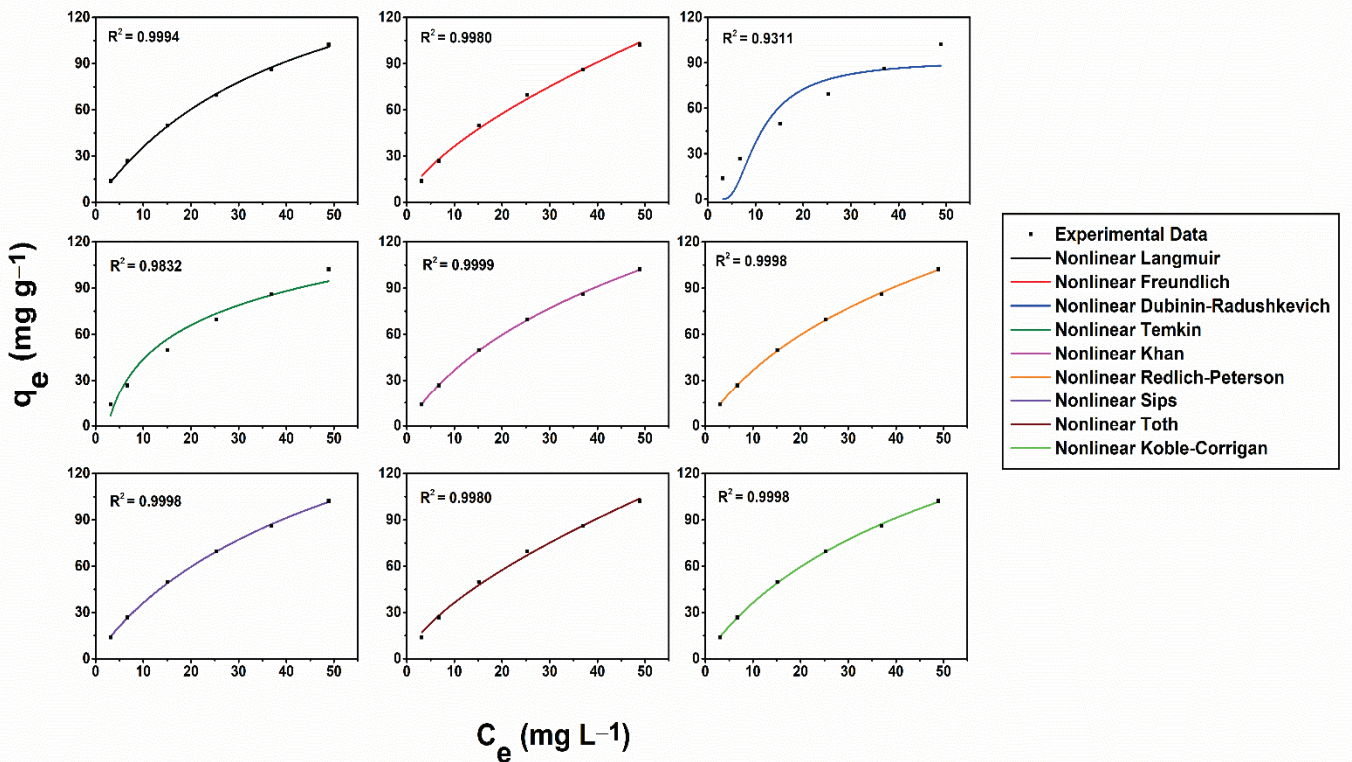 R² = 0.9994
R² = 0.9980
R² = 0.9311
120
90
60
30
0
0 10 20 30 40 50
120
90
60
30
0
0 10 20 30 40 50
120
90
60
30
0
0 10 20 30 40 50
R² = 0.9832
R² = 0.9999
R² = 0.9998
120
90
60
30
0
0 10 20 30 40 50
120
90
60
30
0
0 10 20 30 40 50
120
90
60
30
0
0 10 20 30 40 50
R² = 0.9998
R² = 0.9980
R² = 0.9998
120
90
60
30
0
0 10 20 30 40 50
120
90
60
30
0
0 10 20 30 40 50
120
90
60
30
0
0 10 20 30 40 50
qₑ (mg g⁻¹)
Cₑ (mg L⁻¹)
Experimental Data
Nonlinear Langmuir
Nonlinear Freundlich
Nonlinear Dubinin-Radushkevich
Nonlinear Temkin
Nonlinear Khan
Nonlinear Redlich-Peterson
Nonlinear Sips
Nonlinear Toth
Nonlinear Koble-Corrigan